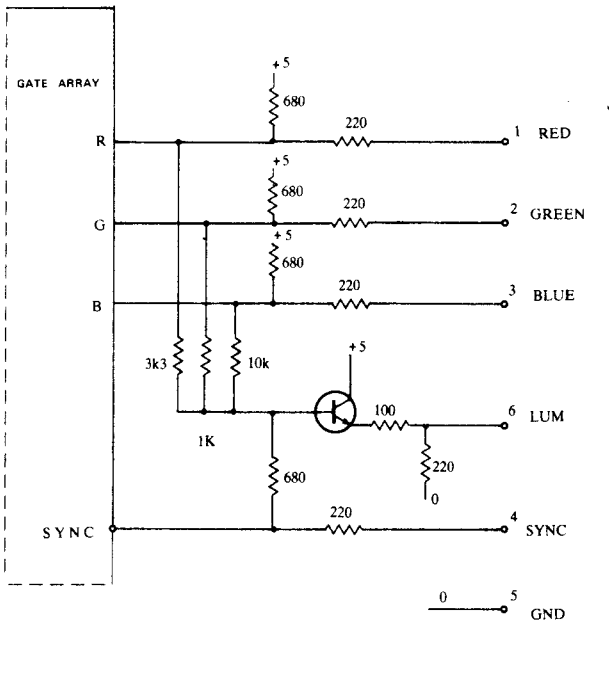 +5
GATE ARRAY
680
220
1 RED
R
+5
680
220
2 GREEN
G
+5
680
220
3 BLUE
B
+5
3k3
10k
100
6 LUM
1K
220
680
0
220
4 SYNC
SYNC
0
5 GND